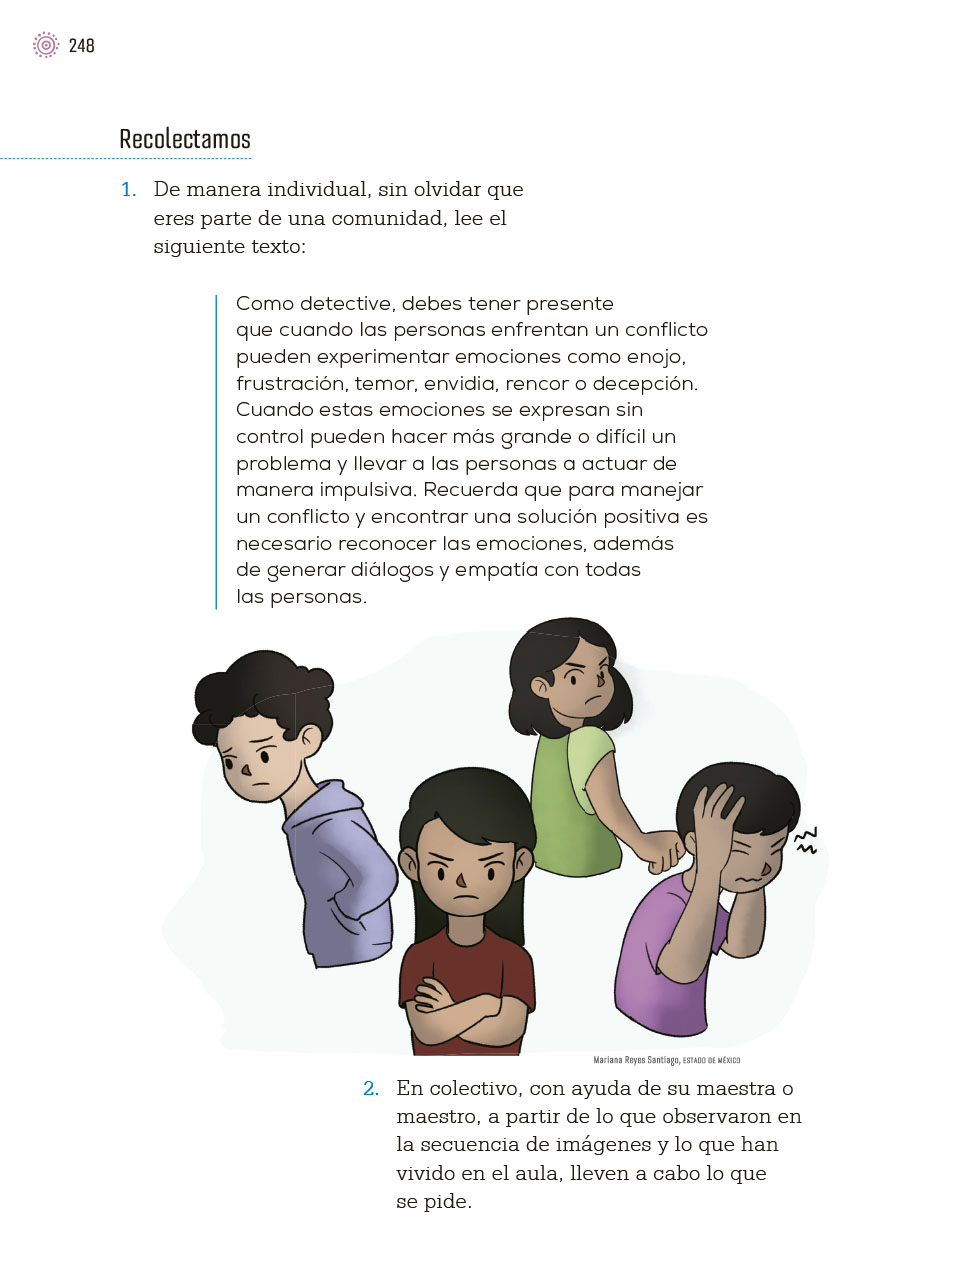 248
Recolectamos
1. De manera individual, sin olvidar que
eres parte de una comunidad, lee el
siguiente texto:
Como detective, debes tener presente
que cuando las personas enfrentan un conflicto
pueden experimentar emociones como enojo,
frustración, temor, envidia, rencor o decepción.
Cuando estas emociones se expresan sin
control pueden hacer más grande o difícil un
problema y llevar a las personas a actuar de
manera impulsiva. Recuerda que para manejar
un conflicto y encontrar una solución positiva es
necesario reconocer las emociones, además
de generar diálogos y empatía con todas
las personas.
Mariana Reyes Santiago, ESTADO DE MÉXICO
2. En colectivo, con ayuda de su maestra o
maestro, a partir de lo que observaron en
la secuencia de imágenes y lo que han
vivido en el aula, lleven a cabo lo que
se pide.